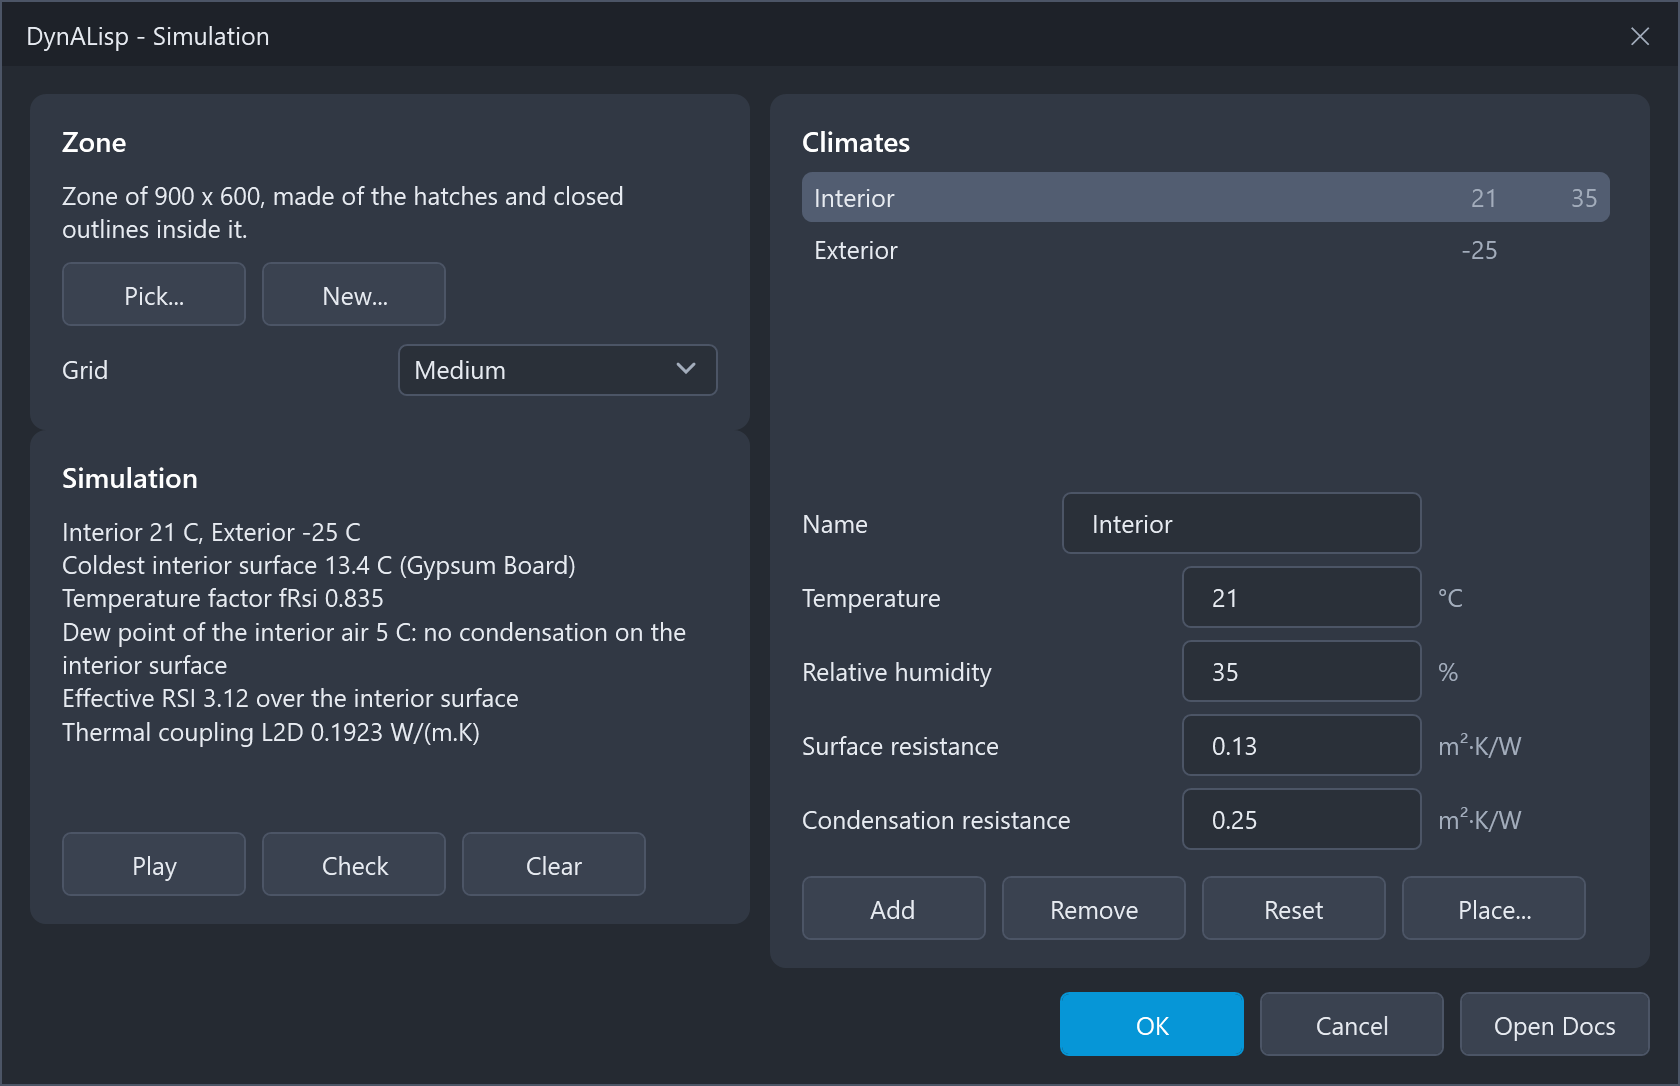 DynALisp - Simulation
Zone
Zone of 900 x 600, made of the hatches and closed
outlines inside it.
Pick...
New...
Grid
Medium
Simulation
Interior 21 C, Exterior -25 C
Coldest interior surface 13.4 C (Gypsum Board)
Temperature factor fRsi 0.835
Dew point of the interior air 5 C: no condensation on the
interior surface
Effective RSI 3.12 over the interior surface
Thermal coupling L2D 0.1923 W/(m.K)
Play
Check
Clear
Climates
Interior 21 35
Exterior -25
Name Interior
Temperature 21 °C
Relative humidity 35 %
Surface resistance 0.13 m²·K/W
Condensation resistance 0.25 m²·K/W
Add
Remove
Reset
Place...
OK
Cancel
Open Docs